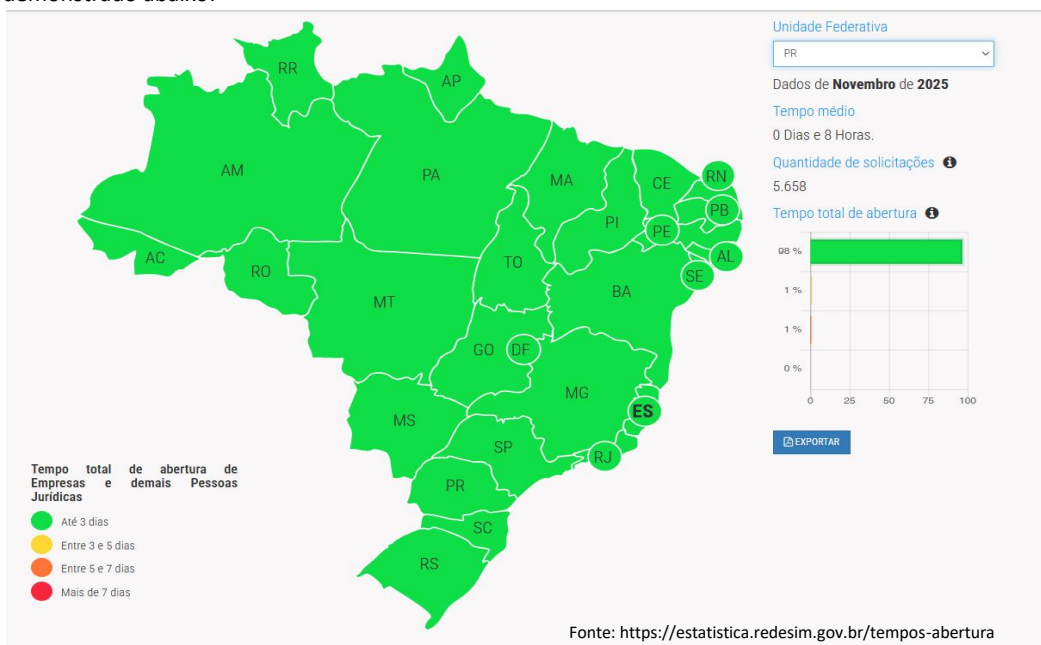 demonstrado abaixo:
Unidade Federativa
PR
Dados de Novembro de 2025
Tempo médio
0 Dias e 8 Horas.
Quantidade de solicitações
5.658
Tempo total de abertura
98 %
1 %
1 %
0 %
0 25 50 75 100
EXPORTAR
RR
AP
AM
PA
MA
CE
RN
PB
PI
PE
AC
TO
AL
RO
SE
BA
MT
GO
DF
MG
MS
ES
SP
RJ
PR
SC
RS
Tempo total de abertura de
Empresas e demais Pessoas
Jurídicas
Até 3 dias
Entre 3 e 5 dias
Entre 5 e 7 dias
Mais de 7 dias
Fonte: https://estatistica.redesim.gov.br/tempos-abertura